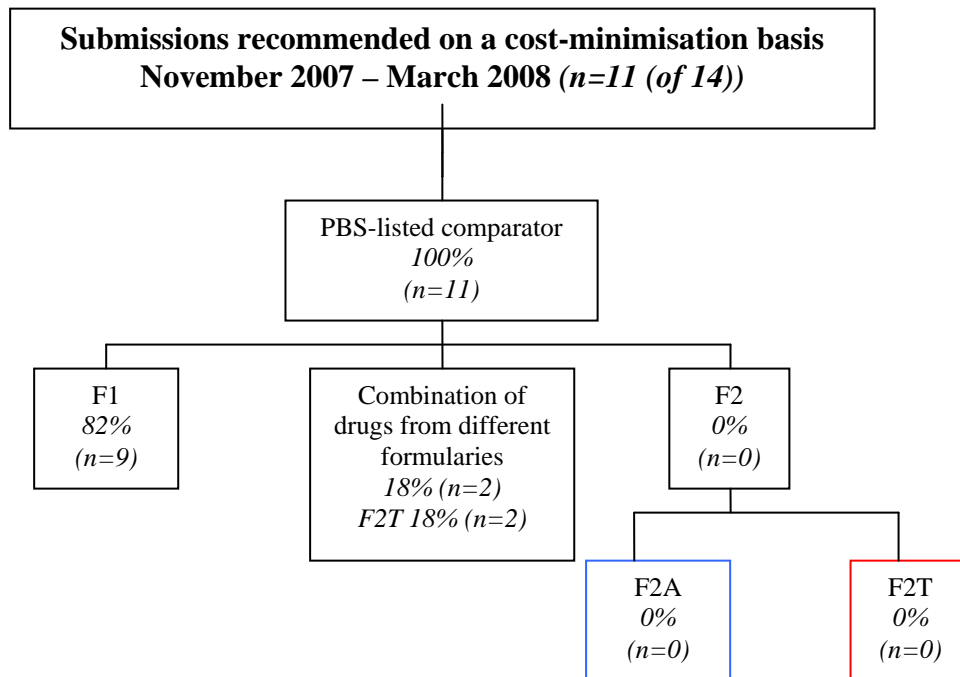 Submissions recommended on a cost-minimisation basis
November 2007 – March 2008 (n=11 (of 14))
PBS-listed comparator
100%
(n=11)
F1
82%
(n=9)
Combination of
drugs from different
formularies
18% (n=2)
F2T 18% (n=2)
F2
0%
(n=0)
F2A
0%
(n=0)
F2T
0%
(n=0)